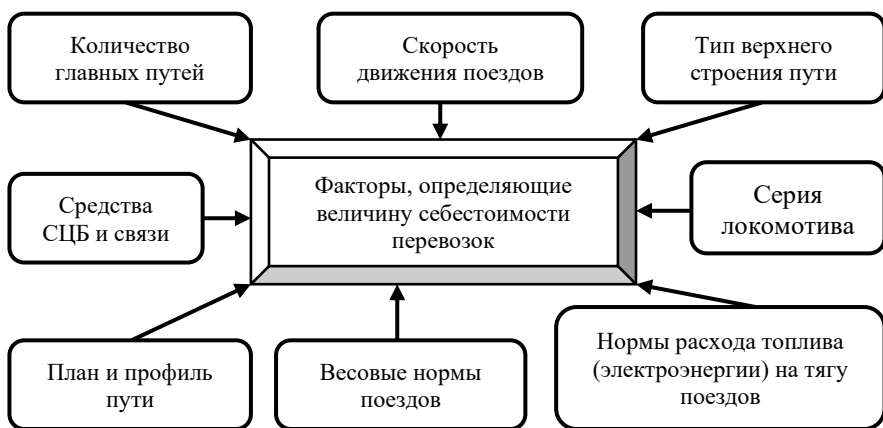 Количество
главных путей
Скорость
движения поездов
Тип верхнего
строения пути
Средства
СЦБ и связи
Факторы, определяющие
величину себестоимости
перевозок
Серия
локомотива
План и профиль
пути
Весовые нормы
поездов
Нормы расхода топлива
(электроэнергии) на тягу
поездов